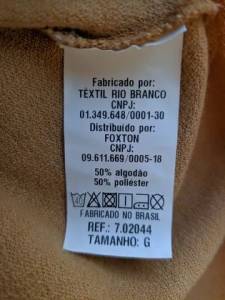 Fabricado por:
TÊXTIL RIO BRANCO
CNPJ:
01.349.648/0001-30
Distribuído por:
FOXTON
CNPJ:
09.611.669/0005-18
50% algodão
50% poliéster
FABRICADO NO BRASIL
REF.: 7.02044
TAMANHO: G